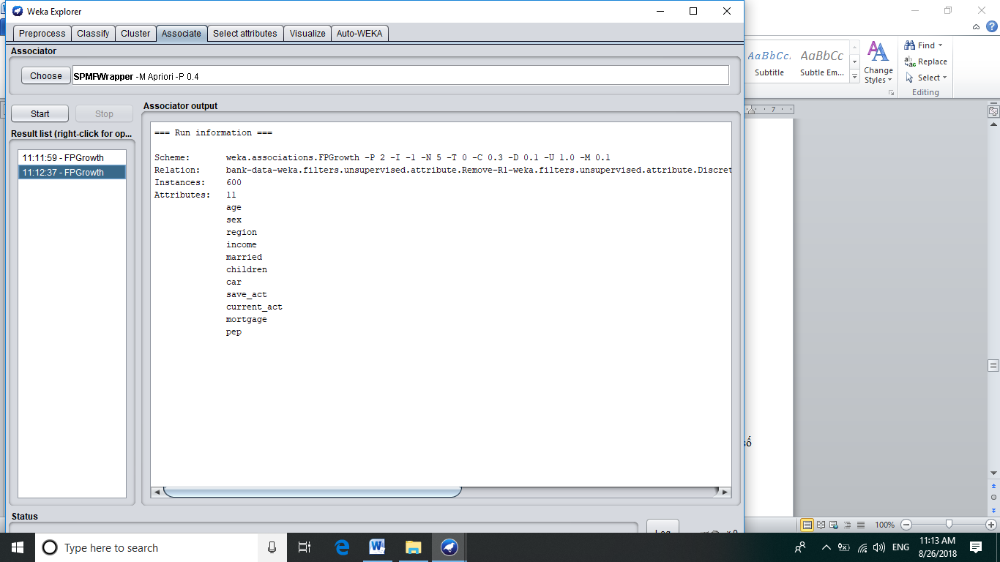 Weka Explorer
Preprocess Classify Cluster Associate Select attributes Visualize Auto-WEKA
Associator
Choose SPMFWrapper -M Apriori -P 0.4
Start Stop
Result list (right-click for op...
11:11:59 - FPGrowth
11:12:37 - FPGrowth
Associator output
=== Run information ===
Scheme: weka.associations.FPGrowth -P 2 -I -1 -N 5 -T 0 -C 0.3 -D 0.1 -U 1.0 -M 0.1
Relation: bank-data-weka.filters.unsupervised.attribute.Remove-R1-weka.filters.unsupervised.attribute.Discret
Instances: 600
Attributes: 11
age
sex
region
income
married
children
car
save_act
current_act
mortgage
pep
Status
Log
AaBbCc. AaBbCc
Subtitle Subtle Em...
Change
Styles
Find
Replace
Select
Editing
7
số
100%
Type here to search
ENG
11:13 AM
8/26/2018